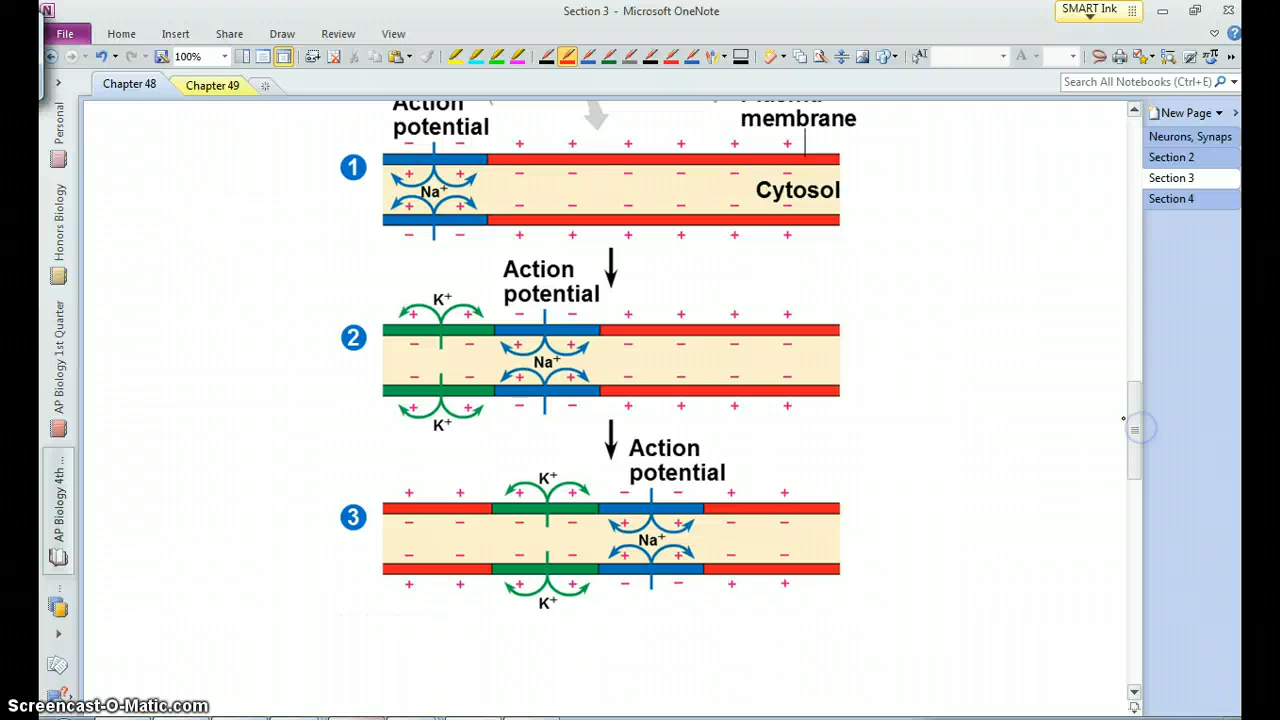 Section 3 - Microsoft OneNote
SMART Ink
File Home Insert Share Draw Review View
100%
Chapter 48 Chapter 49
Search All Notebooks (Ctrl+E)
New Page
Neurons, Synaps
Section 2
Section 3
Section 4
Personal
Honors Biology
AP Biology 1st Quarter
AP Biology 4th ...
Action
potential
Plasma
membrane
1
+ + + + + +
Na+
Cytosol
Action
potential
2
K+
Na+
K+
Action
potential
3
K+
Na+
K+
Screencast-O-Matic.com